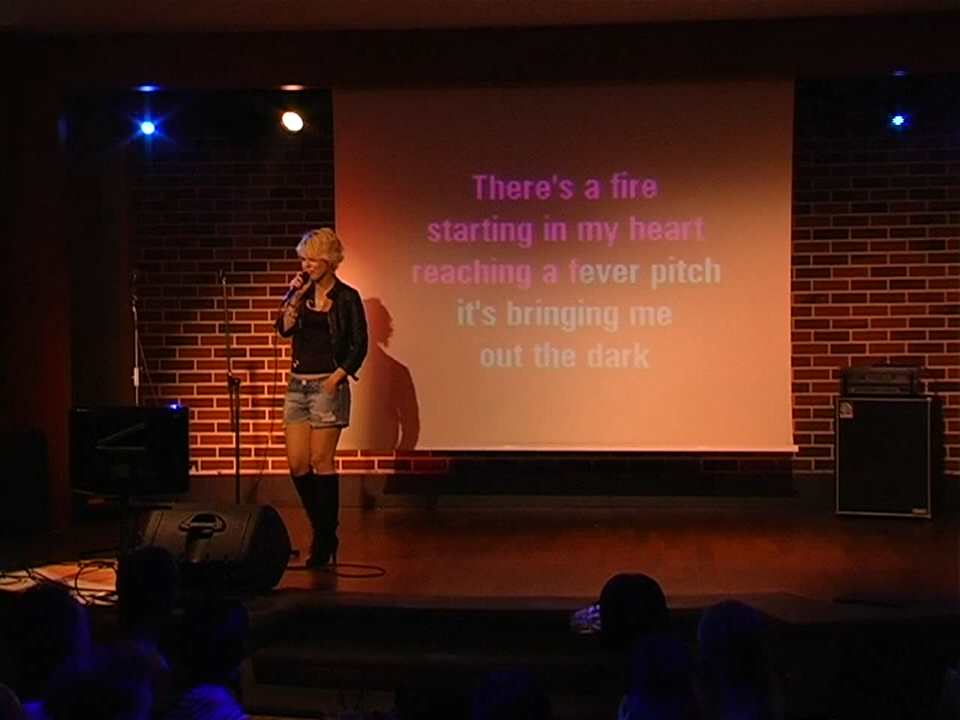 There's a fire
starting in my heart
reaching a fever pitch
it's bringing me
out the dark